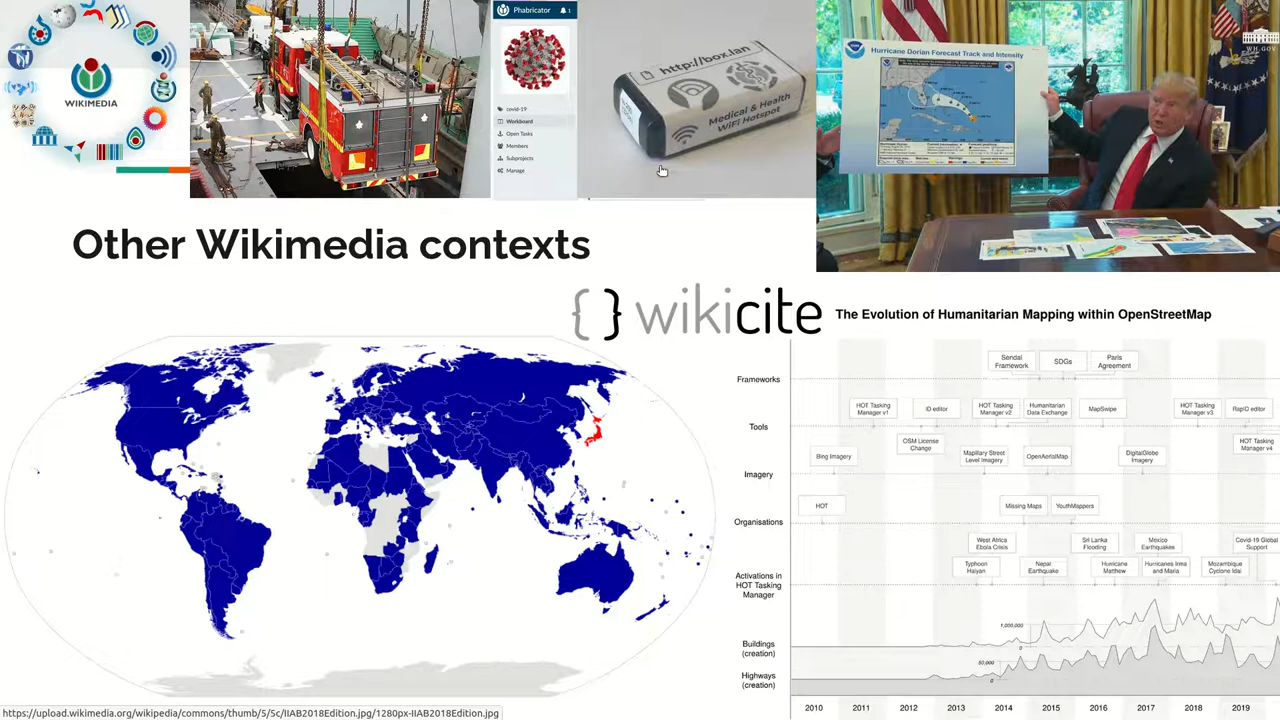 WIKIMEDIA
Phabricator
1
covid-19
Workboard
Open Tasks
Members
Subprojects
Manage
http://box.lan
Medical & Health
WiFi Hotspot
Hurricane Dorian Forecast Track and Intensity
WH.GOV
Other Wikimedia contexts
{ } wikicite
The Evolution of Humanitarian Mapping within OpenStreetMap
Frameworks
Sendai
Framework
SDGs
Paris
Agreement
Tools
HOT Tasking
Manager v1
iD editor
HOT Tasking
Manager v2
Humanitarian
Data Exchange
MapSwipe
HOT Tasking
Manager v3
RapiD editor
OSM License
Change
HOT Tasking
Manager v4
Imagery
Bing Imagery
Mapillary Street
Level Imagery
OpenAerialMap
DigitalGlobe
Imagery
Organisations
HOT
Missing Maps
YouthMappers
Activations in
HOT Tasking
Manager
West Africa
Ebola Crisis
Sri Lanka
Flooding
Mexico
Earthquakes
Covid-19 Global
Support
Typhoon
Haiyan
Nepal
Earthquake
Hurricane
Matthew
Hurricanes Irma
and Maria
Mozambique
Cyclone Idai
Buildings
(creation)
1,000,000
0
Highways
(creation)
50,000
0
2010 2011 2012 2013 2014 2015 2016 2017 2018 2019
https://upload.wikimedia.org/wikipedia/commons/thumb/5/5c/IIAB2018Edition.jpg/1280px-IIAB2018Edition.jpg